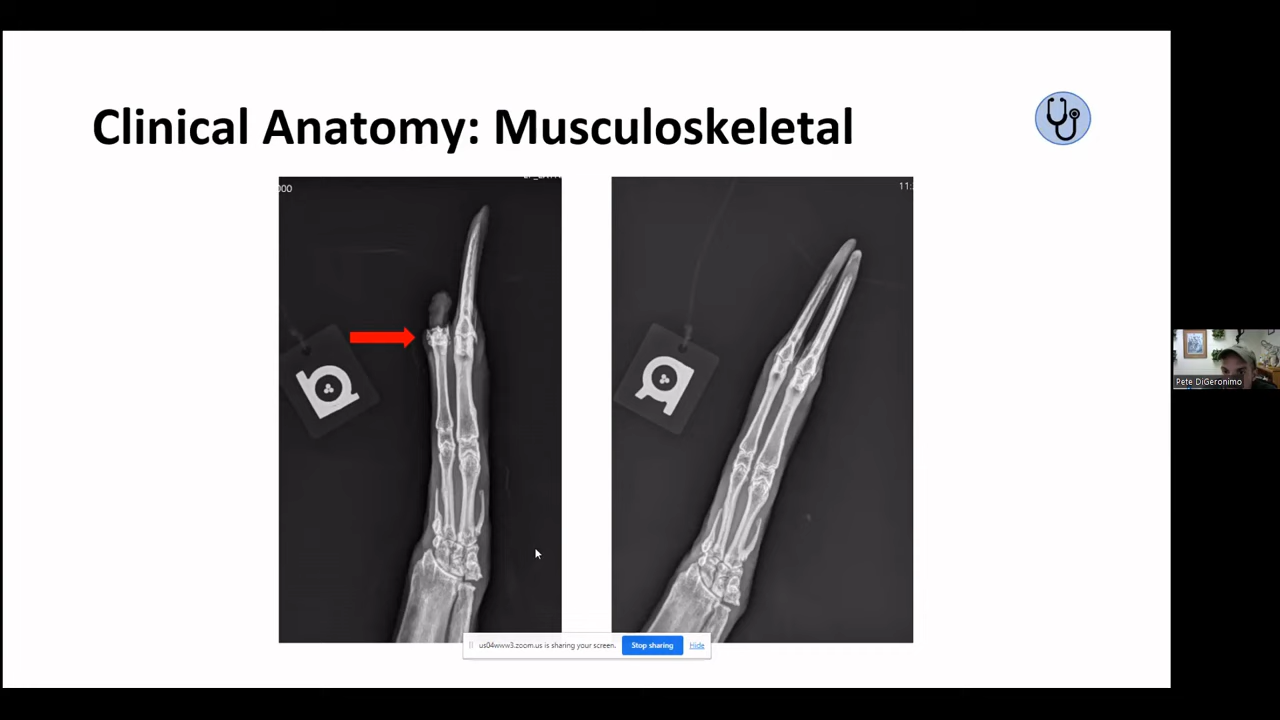 Clinical Anatomy: Musculoskeletal
000
11:
R
R
us04www3.zoom.us is sharing your screen.
Stop sharing
Hide
Pete DiGeronimo